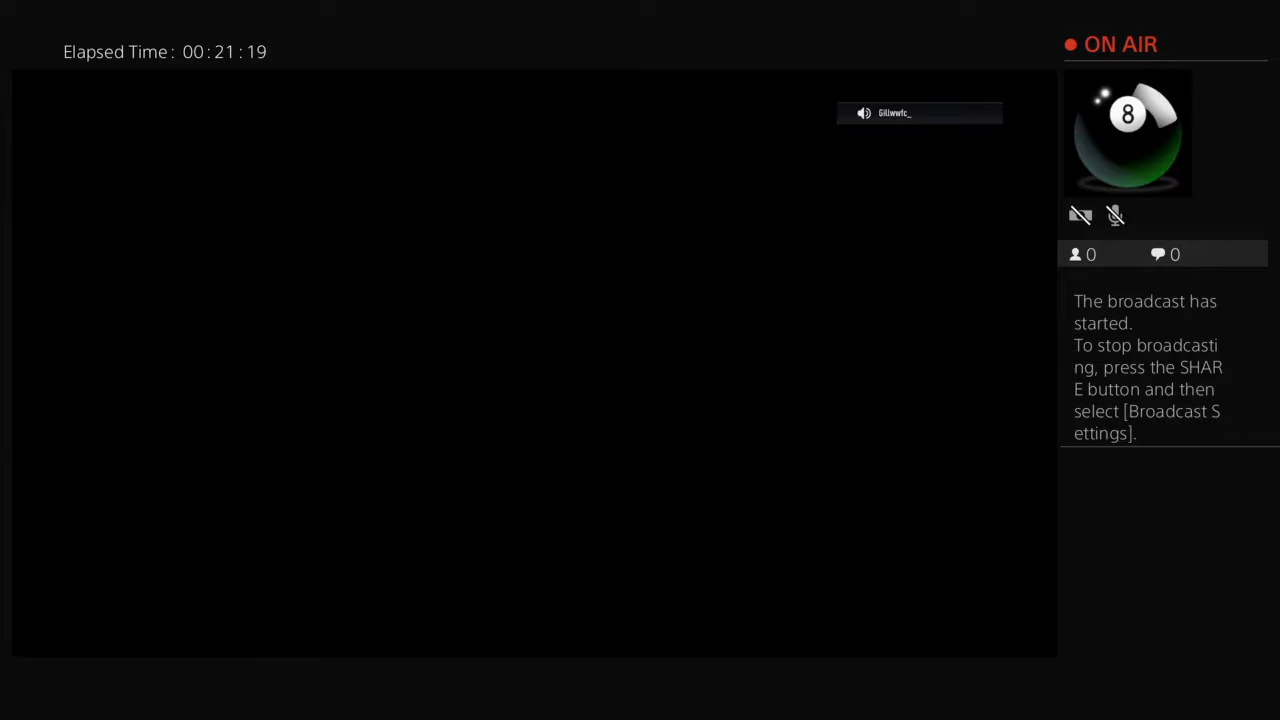 Elapsed Time: 00:21:19
ON AIR
Gillwwfc_
8
0 0
The broadcast has
started.
To stop broadcasti
ng, press the SHAR
E button and then
select [Broadcast S
ettings].